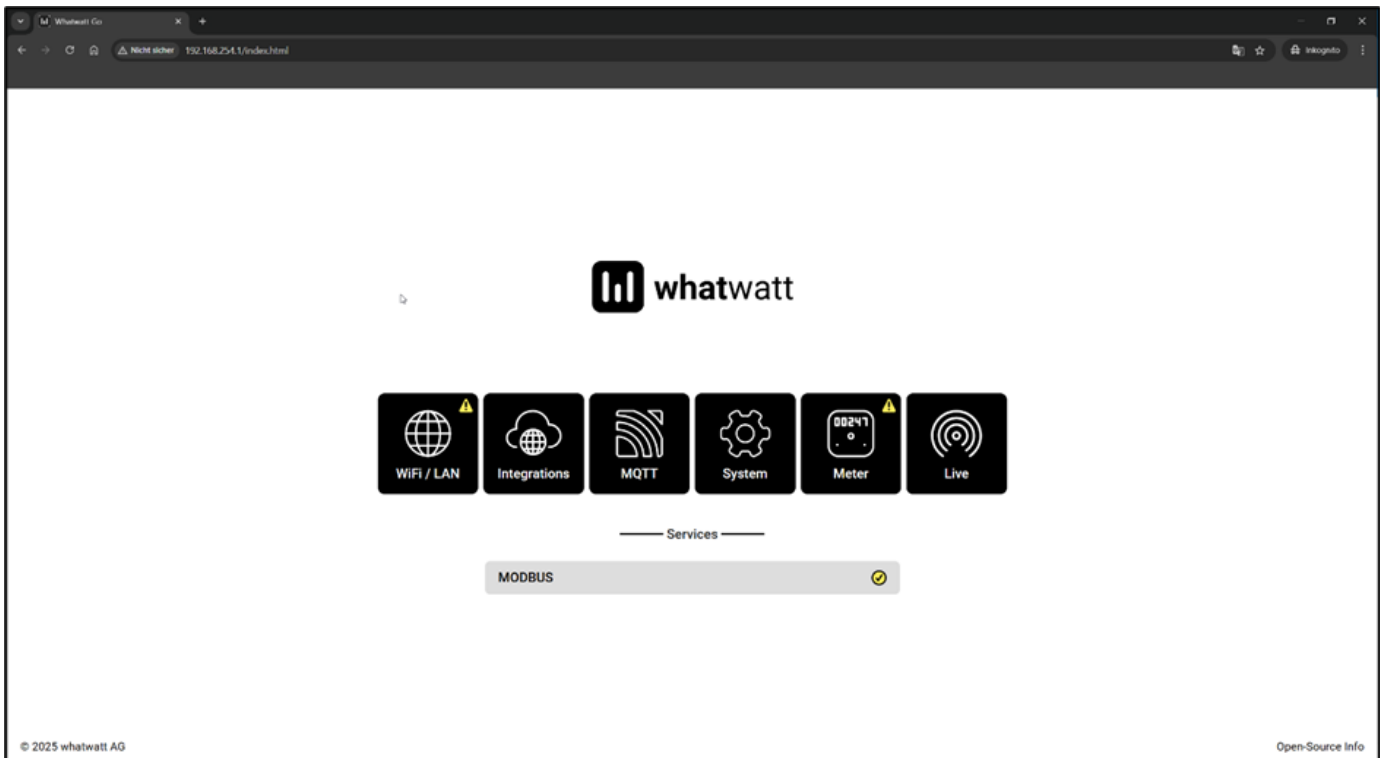 Whatwatt Go
Nicht sicher 192.168.254.1/index.html
Inkognito
whatwatt
00247
WiFi / LAN
Integrations
MQTT
System
Meter
Live
Services
MODBUS
© 2025 whatwatt AG
Open-Source Info